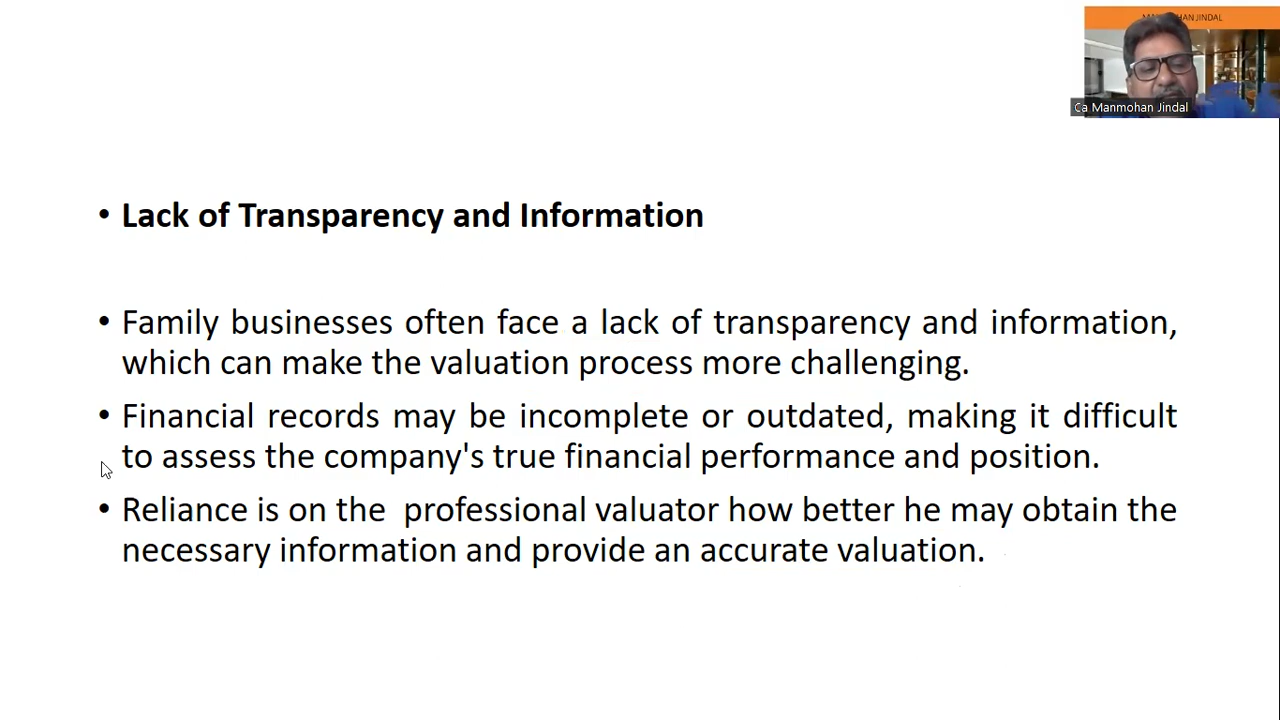 MANMOHAN JINDAL
Ca Manmohan Jindal
• Lack of Transparency and Information
• Family businesses often face a lack of transparency and information,
which can make the valuation process more challenging.
• Financial records may be incomplete or outdated, making it difficult
to assess the company's true financial performance and position.
• Reliance is on the  professional valuator how better he may obtain the
necessary information and provide an accurate valuation.